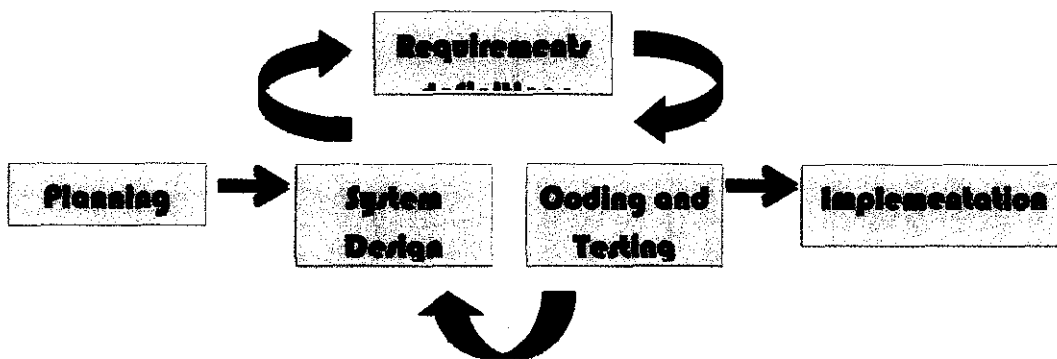 Requirements
Planning
System
Design
Coding and
Testing
Implementation